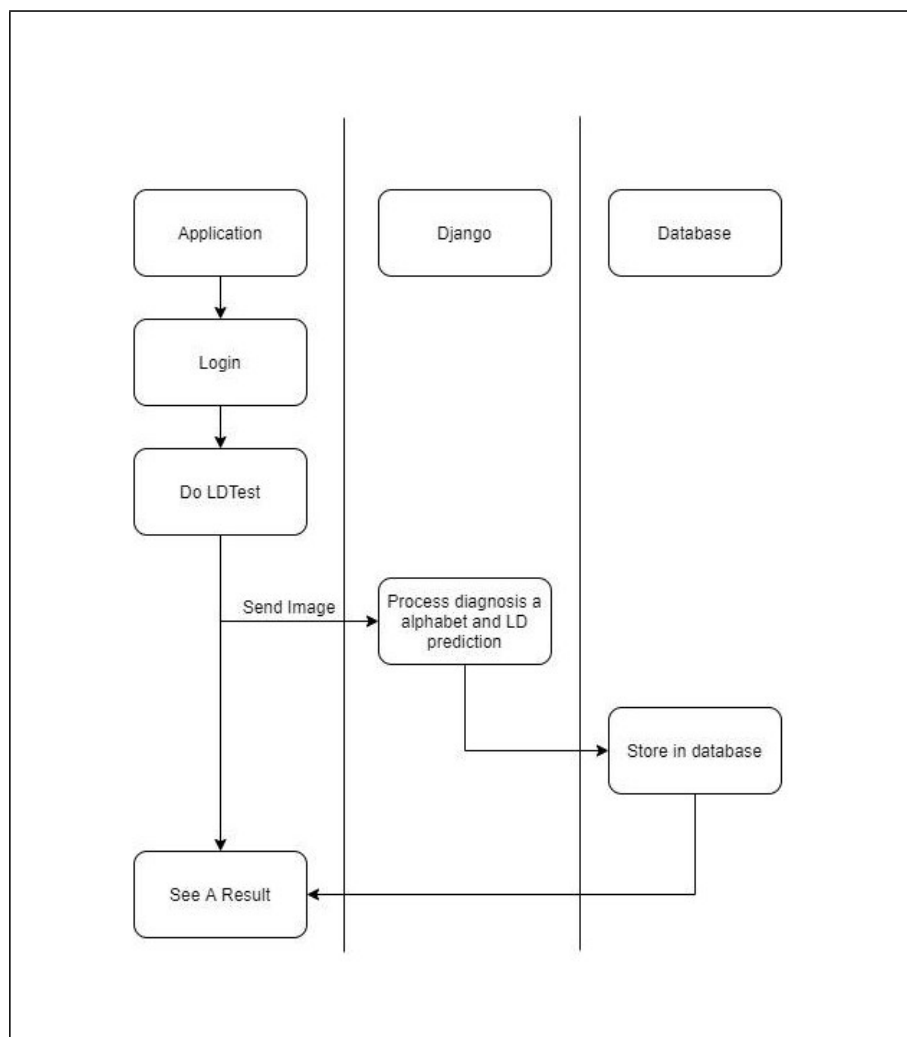 Application
Django
Database
Login
Do LDTest
Send Image
Process diagnosis a
alphabet and LD
prediction
Store in database
See A Result